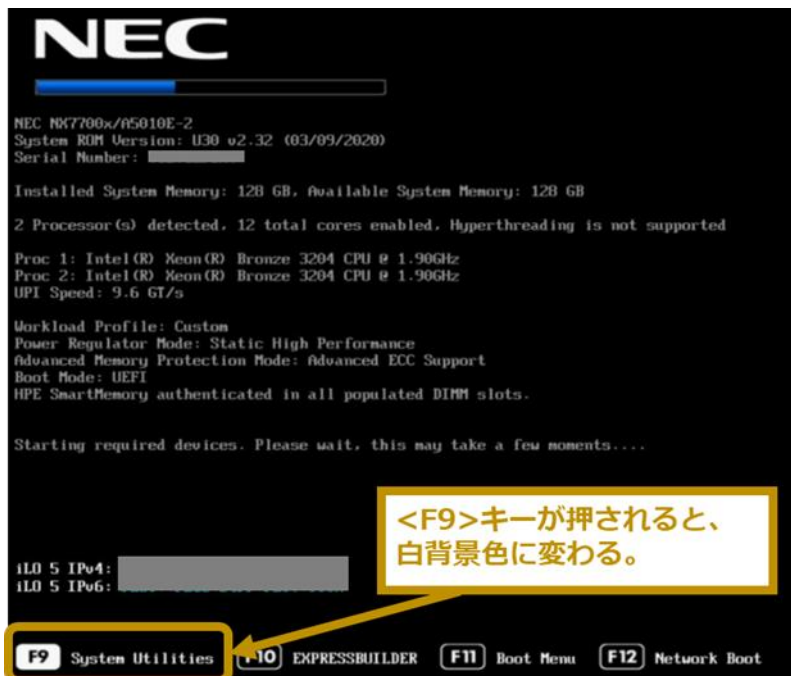 NEC
NEC NX7700x/A5010E-2
System ROM Version: U30 v2.32 (03/09/2020)
Serial Number:
Installed System Memory: 128 GB, Available System Memory: 128 GB
2 Processor(s) detected, 12 total cores enabled, Hyperthreading is not supported
Proc 1: Intel(R) Xeon(R) Bronze 3204 CPU @ 1.90GHz
Proc 2: Intel(R) Xeon(R) Bronze 3204 CPU @ 1.90GHz
UPI Speed: 9.6 GT/s
Workload Profile: Custom
Power Regulator Mode: Static High Performance
Advanced Memory Protection Mode: Advanced ECC Support
Boot Mode: UEFI
HPE SmartMemory authenticated in all populated DIMM slots.
Starting required devices. Please wait, this may take a few moments....
<F9>キーが押されると、
白背景色に変わる。
iLO 5 IPv4:
iLO 5 IPv6:
F9 System Utilities F10 EXPRESSBUILDER F11 Boot Menu F12 Network Boot